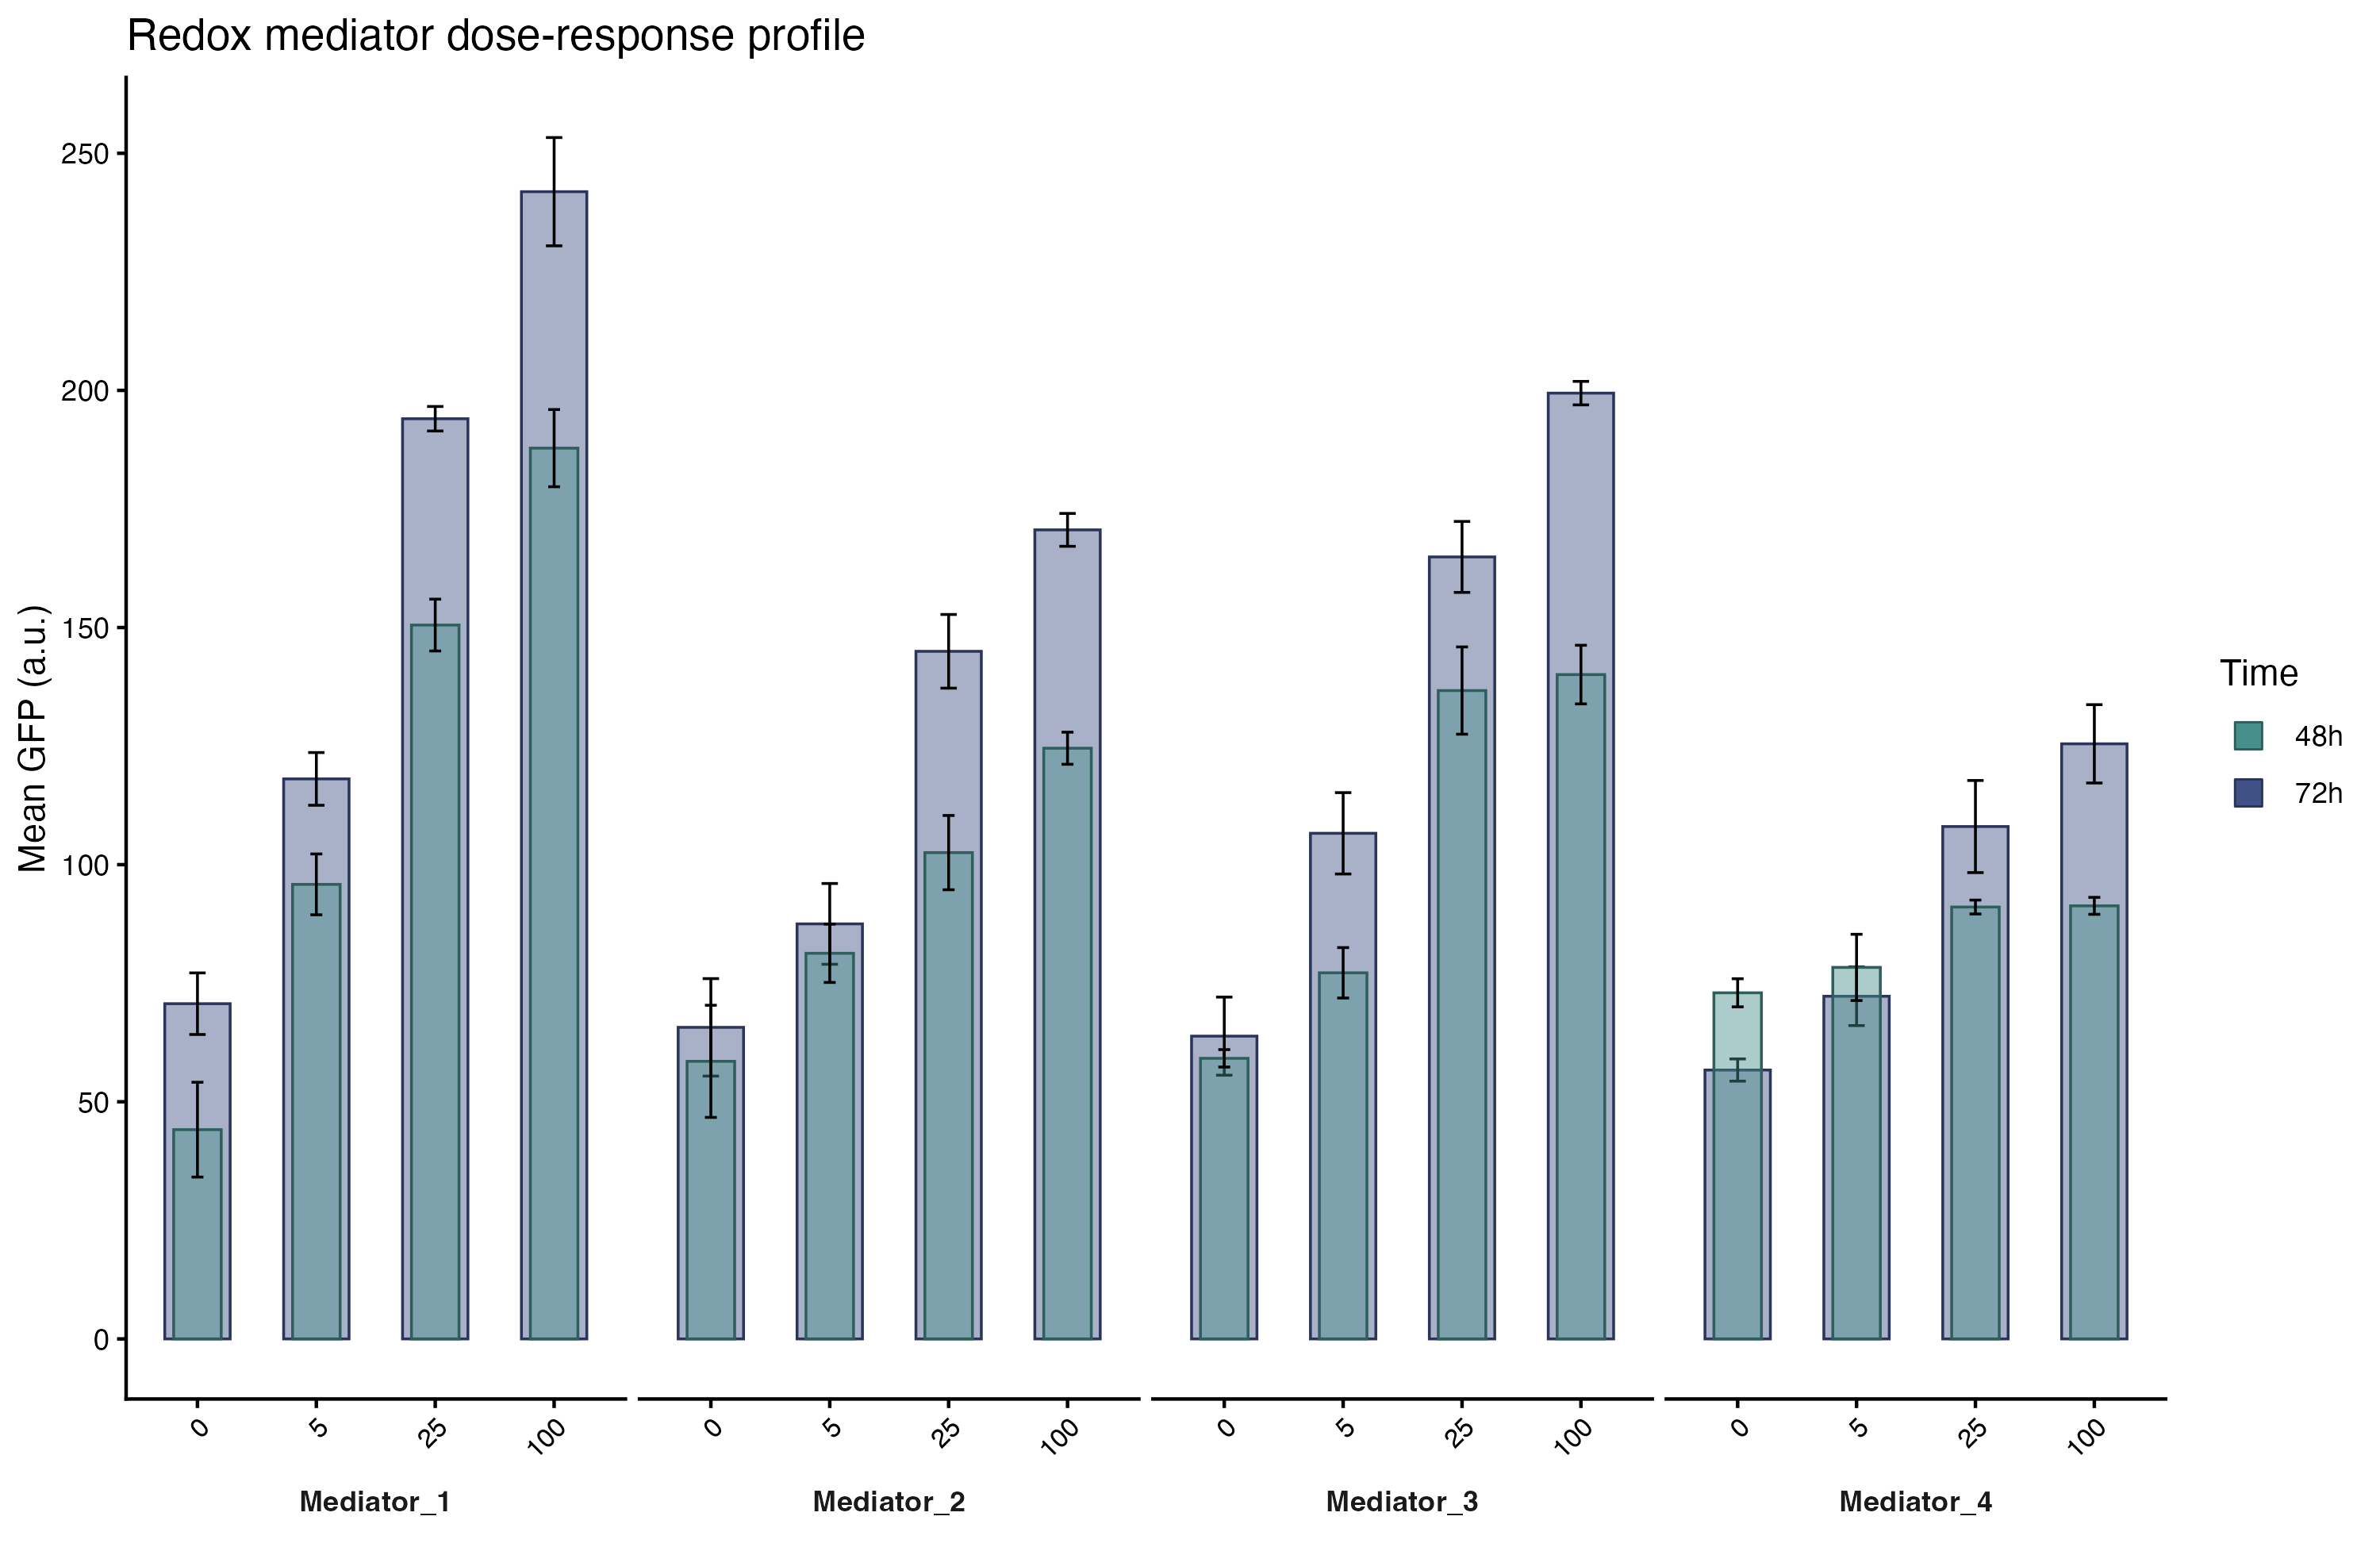 Redox mediator dose-response profile
Mean GFP (a.u.)
250
200
150
100
50
0
0 5 25 100 0 5 25 100 0 5 25 100 0 5 25 100
Mediator_1 Mediator_2 Mediator_3 Mediator_4
Time
48h
72h